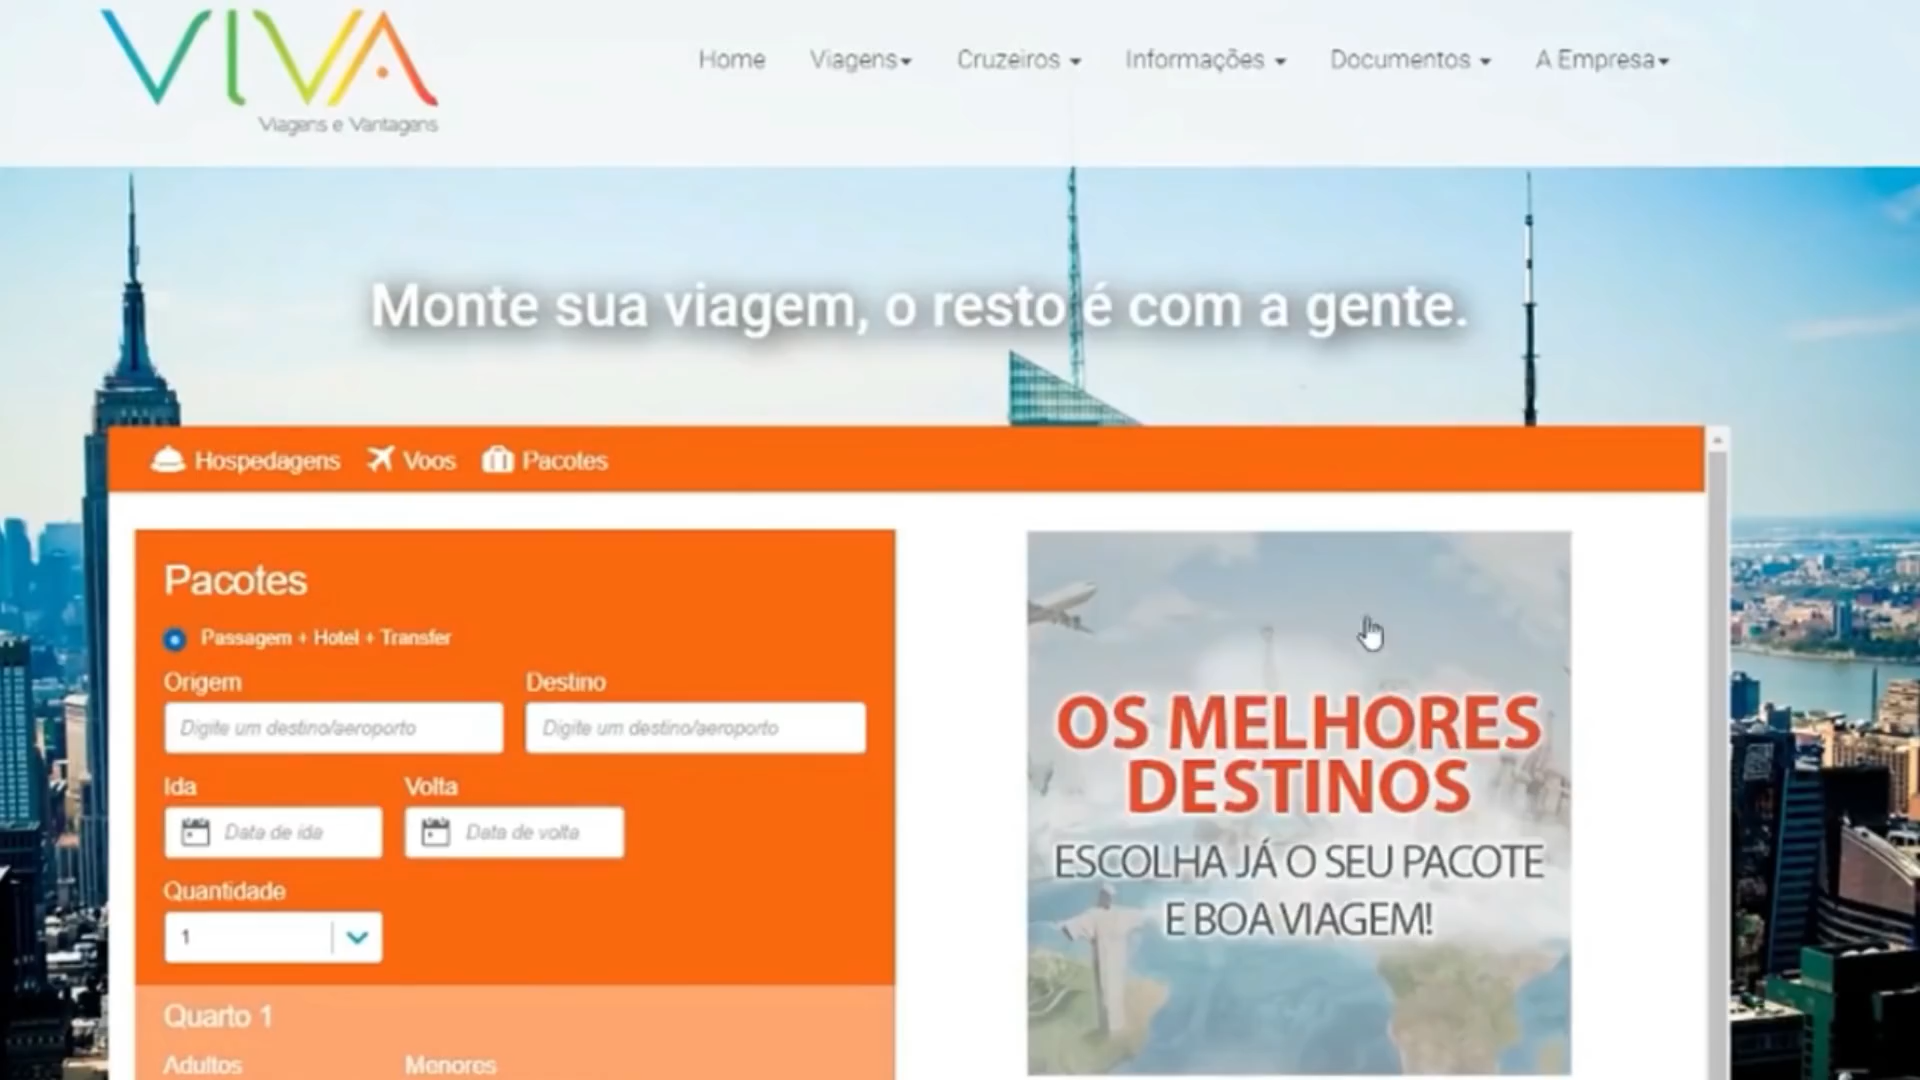 VIVA
Viagens e Vantagens
Home Viagens Cruzeiros Informações Documentos A Empresa
Monte sua viagem, o resto é com a gente.
Hospedagens Voos Pacotes
Pacotes
Passagem + Hotel + Transfer
Origem Destino
Digite um destino/aeroporto Digite um destino/aeroporto
Ida Volta
Data de ida Data de volta
Quantidade
1
Quarto 1
Adultos Menores
OS MELHORES
DESTINOS
ESCOLHA JÁ O SEU PACOTE
E BOA VIAGEM!